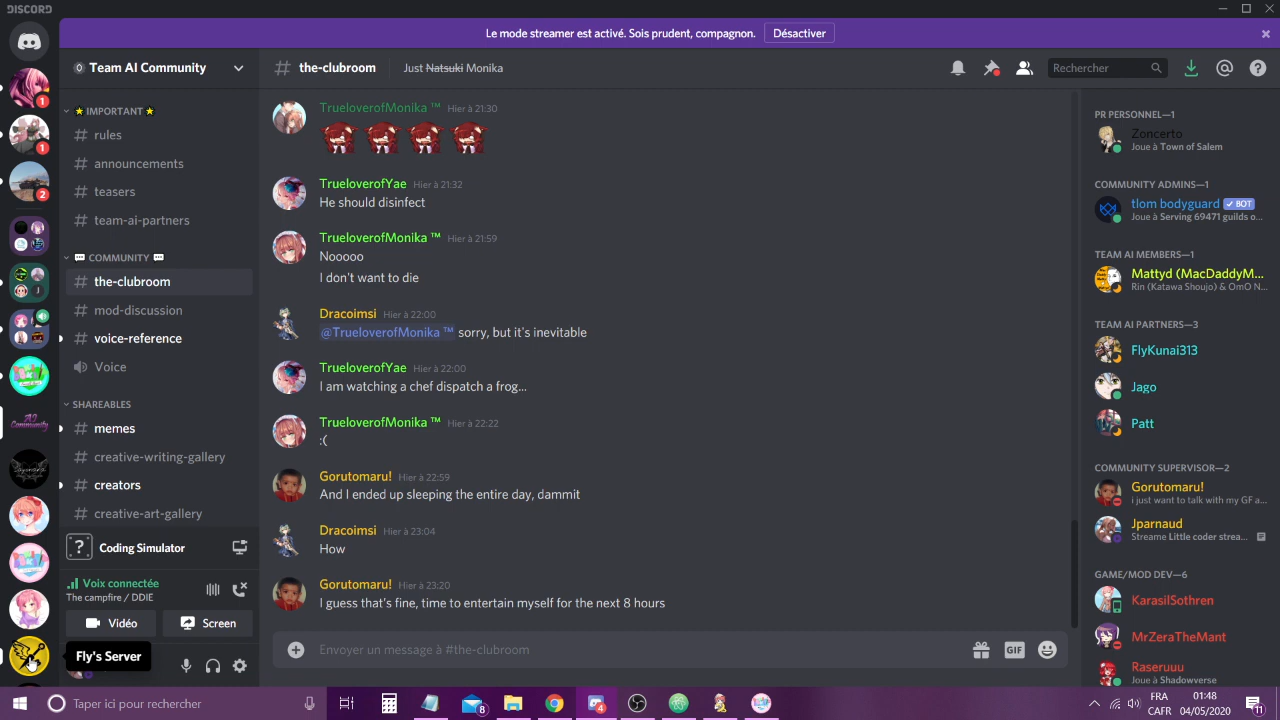 DISCORD
Le mode streamer est activé. Sois prudent, compagnon. Désactiver
Team AI Community
IMPORTANT
# rules
# announcements
# teasers
# team-ai-partners
COMMUNITY
# the-clubroom
# mod-discussion
# voice-reference
Voice
SHAREABLES
# memes
# creative-writing-gallery
# creators
# creative-art-gallery
Coding Simulator
Voix connectée
The campfire / DDIE
Vidéo
Screen
Fly's Server
1
1
2
# the-clubroom
Just Natsuki Monika
Rechercher
TrueloverofMonika ™ Hier à 21:30
TrueloverofYae Hier à 21:32
He should disinfect
TrueloverofMonika ™ Hier à 21:59
Nooooo
I don't want to die
Dracoimsi Hier à 22:00
@TrueloverofMonika ™ sorry, but it's inevitable
TrueloverofYae Hier à 22:00
I am watching a chef dispatch a frog...
TrueloverofMonika ™ Hier à 22:22
:(
Gorutomaru! Hier à 22:59
And I ended up sleeping the entire day, dammit
Dracoimsi Hier à 23:04
How
Gorutomaru! Hier à 23:20
I guess that's fine, time to entertain myself for the next 8 hours
Envoyer un message à #the-clubroom
GIF
PR PERSONNEL—1
Zoncerto
Joue à Town of Salem
COMMUNITY ADMINS—1
tlom bodyguard BOT
Joue à Serving 69471 guilds o...
TEAM AI MEMBERS—1
Mattyd (MacDaddyM...
Rin (Katawa Shoujo) & OmO N...
TEAM AI PARTNERS—3
FlyKunai313
Jago
Patt
COMMUNITY SUPERVISOR—2
Gorutomaru!
i just want to talk with my GF a...
Jparnaud
Streame Little coder strea...
GAME/MOD DEV—6
KarasilSothren
MrZeraTheMant
Raseruuu
Joue à Shadowverse
Taper ici pour rechercher
8
4
FRA
CAFR
01:48
04/05/2020
11